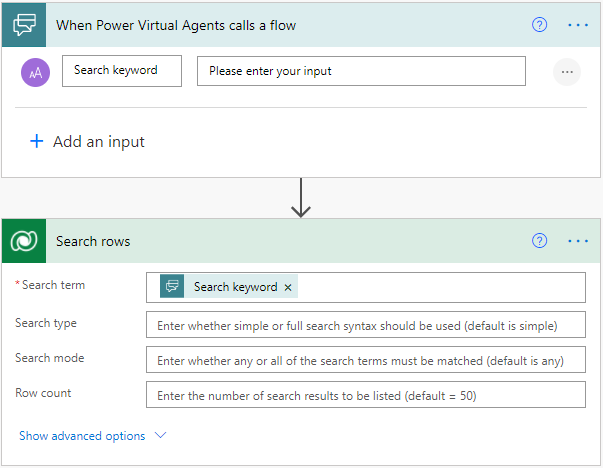 When Power Virtual Agents calls a flow
Search keyword
Please enter your input
Add an input
Search rows
* Search term
Search keyword ×
Search type
Enter whether simple or full search syntax should be used (default is simple)
Search mode
Enter whether any or all of the search terms must be matched (default is any)
Row count
Enter the number of search results to be listed (default = 50)
Show advanced options